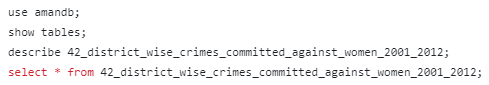 use amandb;
show tables;
describe 42_district_wise_crimes_committed_against_women_2001_2012;
select * from 42_district_wise_crimes_committed_against_women_2001_2012;